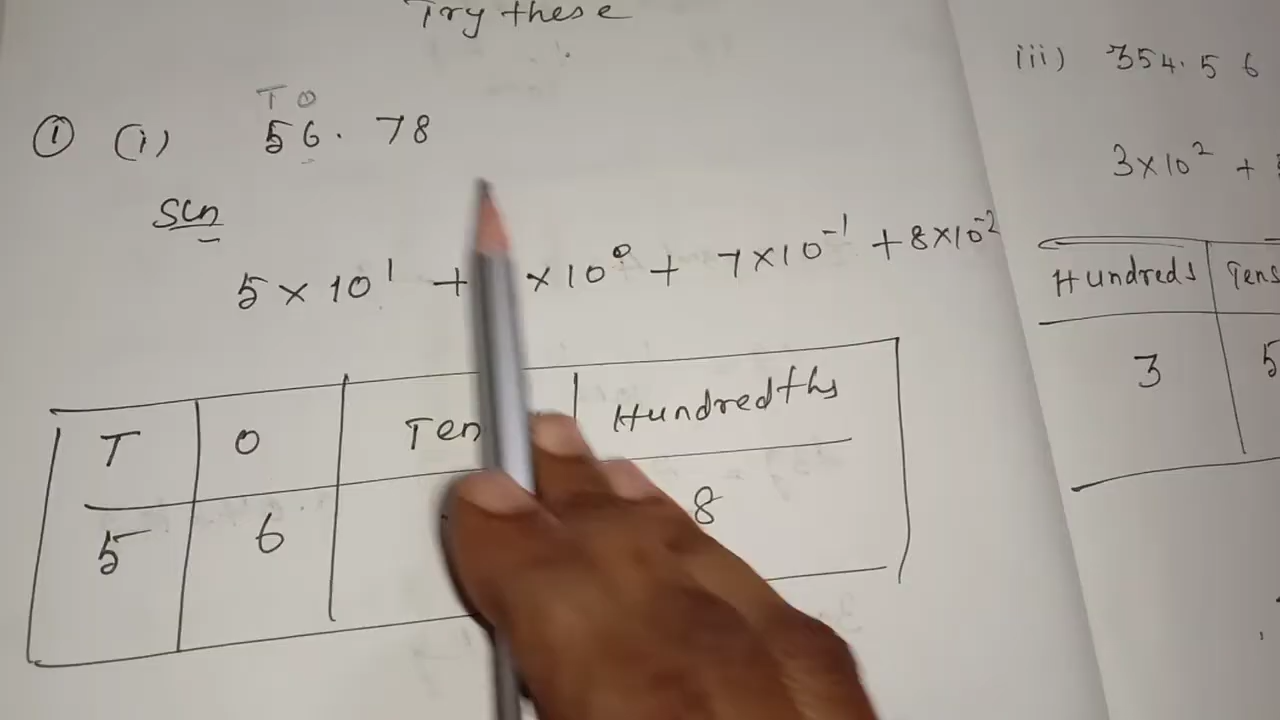 Try these
T O
① (i) 56. 78
Soln
5 × 10¹ + × 10⁰ + 7×10⁻¹ + 8×10⁻²
T O Ten Hundredths
5 6 8
iii) 354.56
3×10² +
Hundreds Tens
3 5